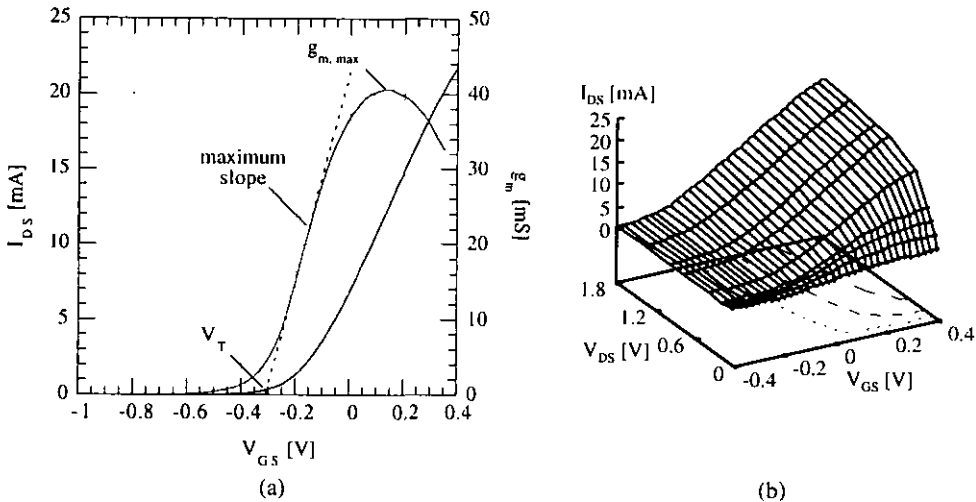 25
20
15
10
5
0
I_DS [mA]
-1
-0.8
-0.6
-0.4
-0.2
0
0.2
0.4
V_GS [V]
50
40
30
20
10
0
g_m [mS]
g_m, max
maximum
slope
V_T
(a)
I_DS [mA]
25
20
15
10
5
0
1.8
1.2
0.6
0
V_DS [V]
-0.4
-0.2
0
0.2
0.4
V_GS [V]
(b)